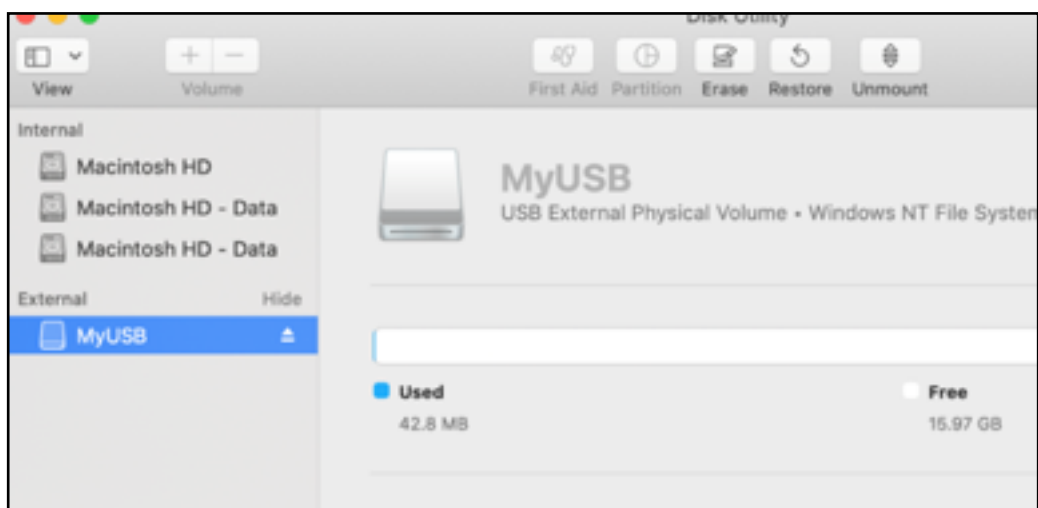 Disk Utility
View
Volume
First Aid Partition Erase Restore Unmount
Internal
Macintosh HD
Macintosh HD - Data
Macintosh HD - Data
External Hide
MyUSB
MyUSB
USB External Physical Volume • Windows NT File System
Used
42.8 MB
Free
15.97 GB